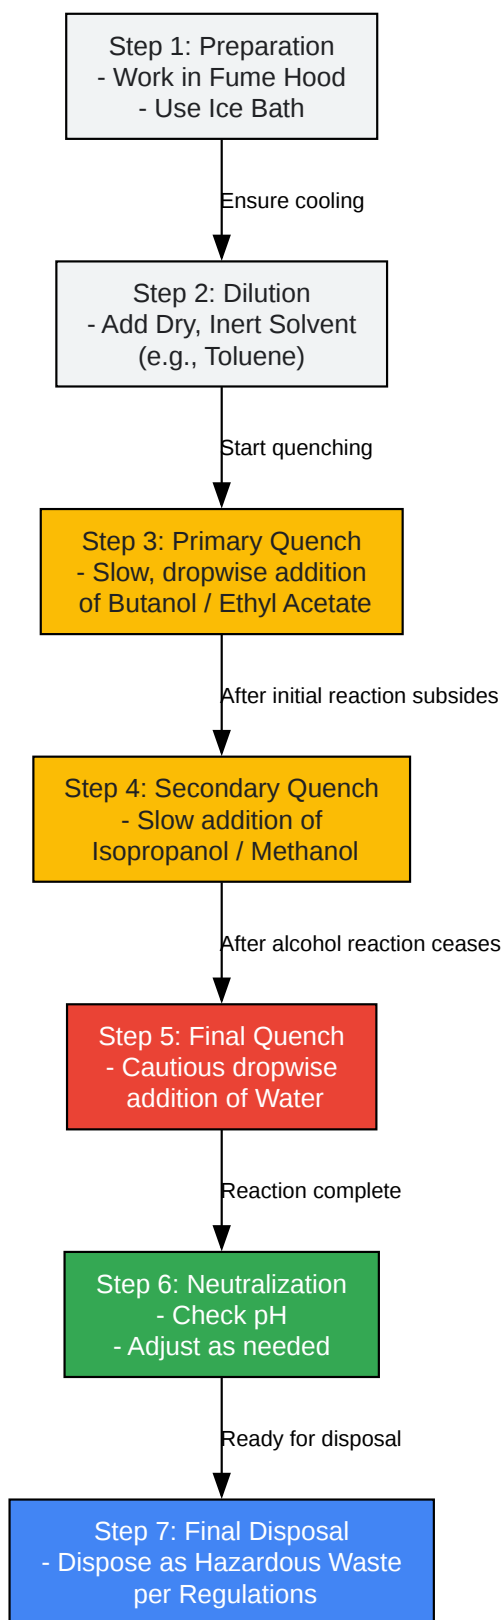 Step 1: Preparation
- Work in Fume Hood
- Use Ice Bath
Ensure cooling
Step 2: Dilution
- Add Dry, Inert Solvent
(e.g., Toluene)
Start quenching
Step 3: Primary Quench
- Slow, dropwise addition
of Butanol / Ethyl Acetate
After initial reaction subsides
Step 4: Secondary Quench
- Slow addition of
Isopropanol / Methanol
After alcohol reaction ceases
Step 5: Final Quench
- Cautious dropwise
addition of Water
Reaction complete
Step 6: Neutralization
- Check pH
- Adjust as needed
Ready for disposal
Step 7: Final Disposal
- Dispose as Hazardous Waste
per Regulations